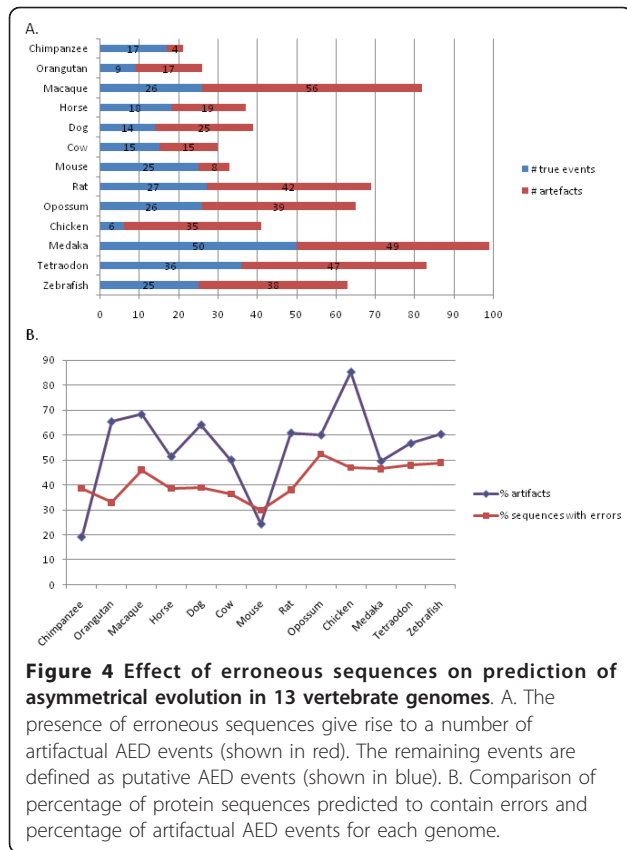 A.
Chimpanzee 17 4
Orangutan 9 17
Macaque 26 56
Horse 18 19
Dog 14 25
Cow 15 15
Mouse 25 8
Rat 27 42
Opossum 26 39
Chicken 6 35
Medaka 50 49
Tetraodon 36 47
Zebrafish 25 38
0 10 20 30 40 50 60 70 80 90 100
# true events
# artefacts
B.
90
80
70
60
50
40
30
20
10
0
Chimpanzee Orangutan Macaque Horse Dog Cow Mouse Rat Opossum Chicken Medaka Tetraodon Zebrafish
% artifacts
% sequences with errors
Figure 4 Effect of erroneous sequences on prediction of
asymmetrical evolution in 13 vertebrate genomes. A. The
presence of erroneous sequences give rise to a number of
artifactual AED events (shown in red). The remaining events are
defined as putative AED events (shown in blue). B. Comparison of
percentage of protein sequences predicted to contain errors and
percentage of artifactual AED events for each genome.